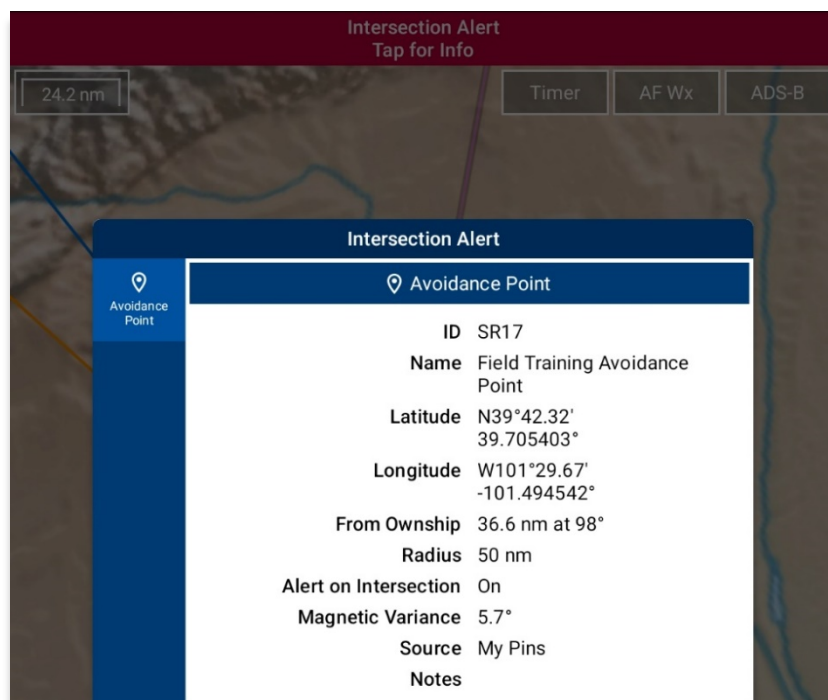 Intersection Alert
Tap for Info
24.2 nm
Timer
AF Wx
ADS-B
Intersection Alert
Avoidance
Point
Avoidance Point
ID SR17
Name Field Training Avoidance
Point
Latitude N39°42.32'
39.705403°
Longitude W101°29.67'
-101.494542°
From Ownship 36.6 nm at 98°
Radius 50 nm
Alert on Intersection On
Magnetic Variance 5.7°
Source My Pins
Notes